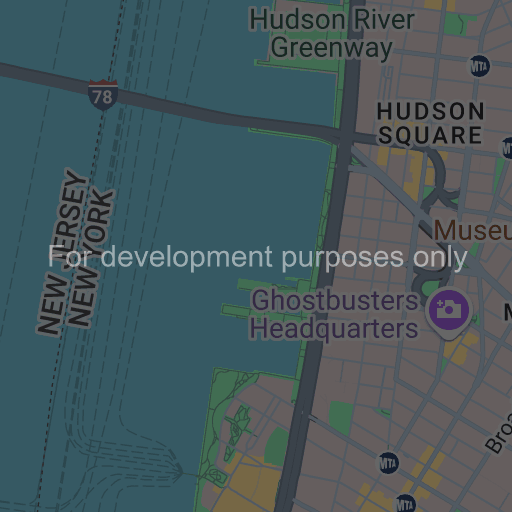 Hudson River
Greenway
MTA
78
HUDSON
SQUARE
NEW JERSEY
NEW YORK
Museu
For development purposes only
Ghostbusters
Headquarters
M
Broa
MTA
MTA